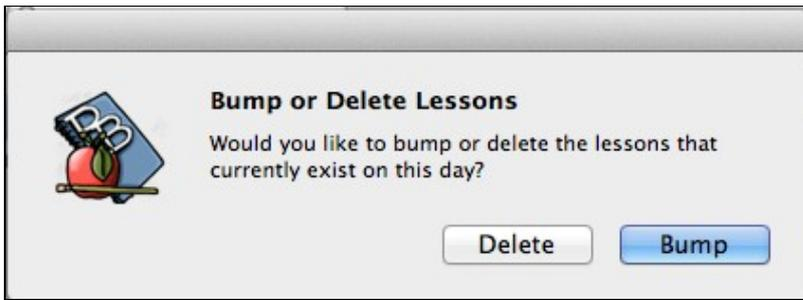 Bump or Delete Lessons
Would you like to bump or delete the lessons that
currently exist on this day?
Delete Bump